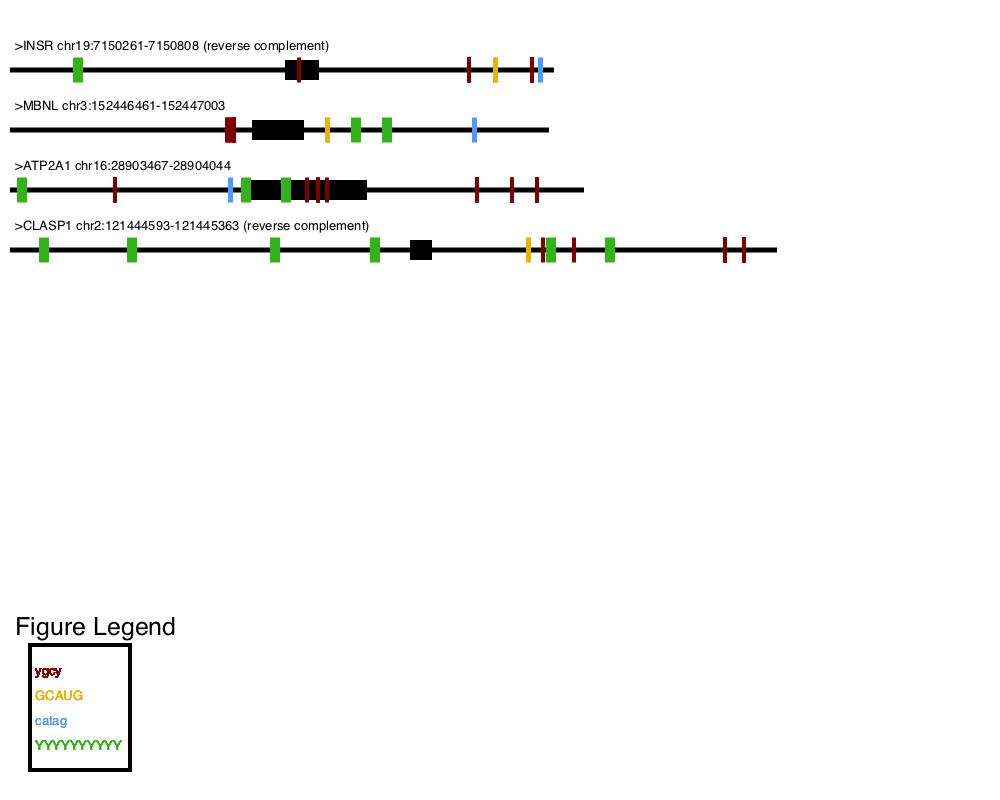 >INSR chr19:7150261-7150808 (reverse complement)
>MBNL chr3:152446461-152447003
>ATP2A1 chr16:28903467-28904044
>CLASP1 chr2:121444593-121445363 (reverse complement)
Figure Legend
ygcy
GCAUG
catag
YYYYYYYYYY